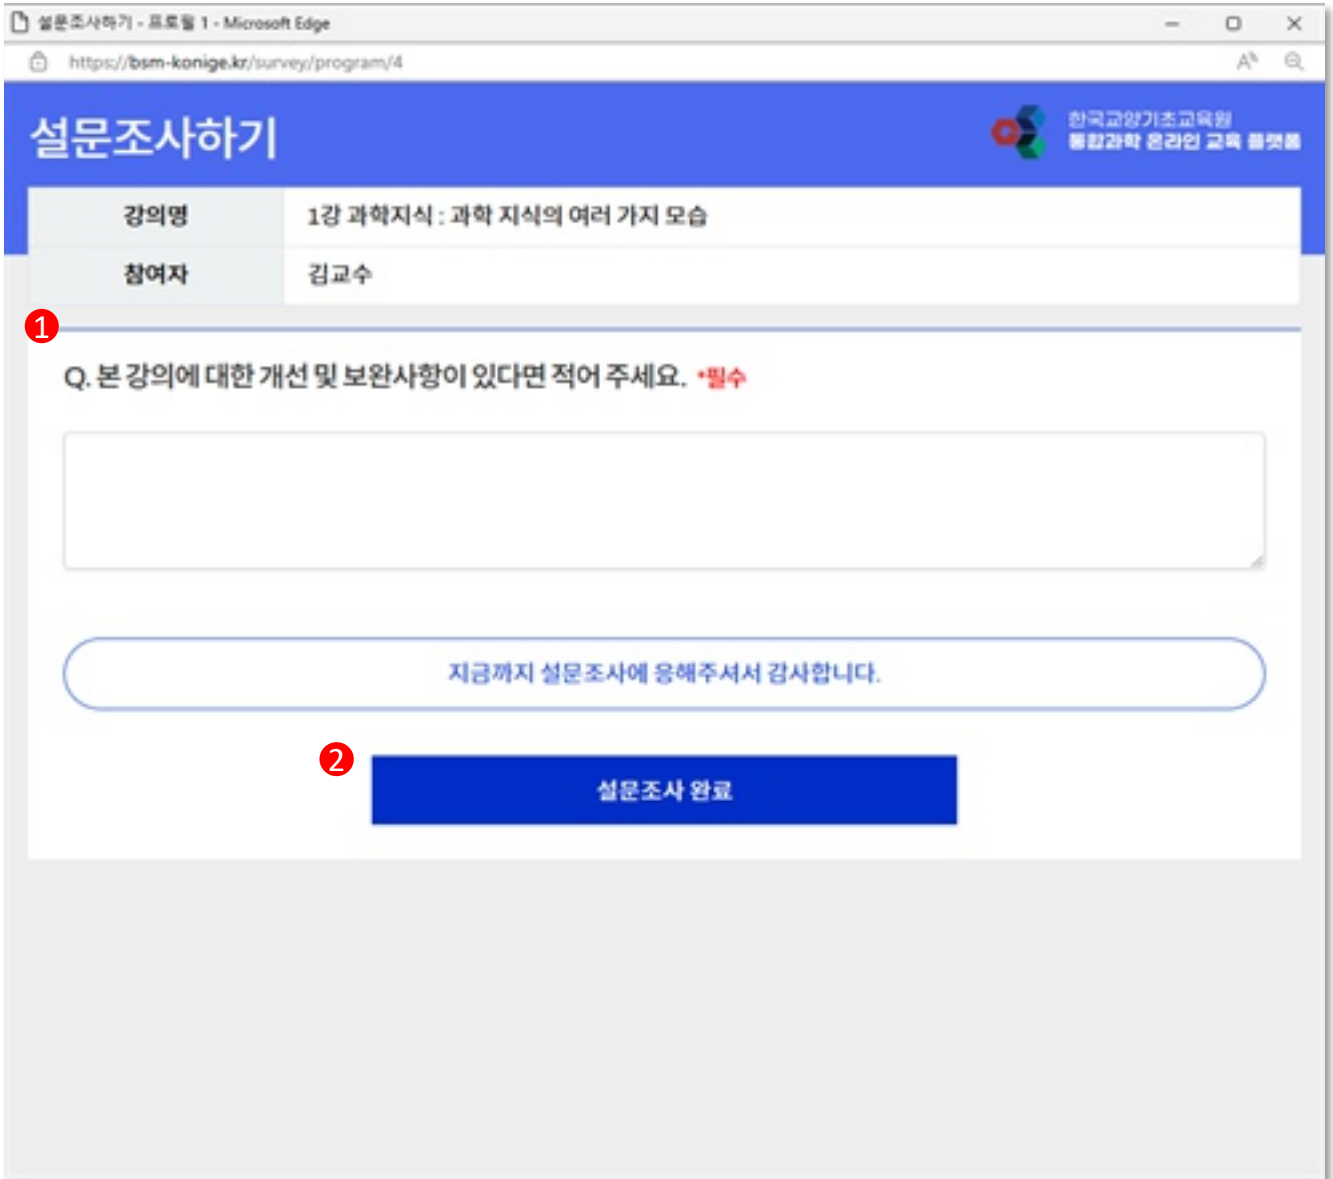 설문조사하기 - 프로필 1 - Microsoft Edge
https://bsm-konige.kr/survey/program/4
설문조사하기
한국교양기초교육원
통합과학 온라인 교육 플랫폼
강의명 1강 과학지식 : 과학 지식의 여러 가지 모습
참여자 김교수
1
Q. 본 강의에 대한 개선 및 보완사항이 있다면 적어 주세요. *필수
지금까지 설문조사에 응해주셔서 감사합니다.
2
설문조사 완료